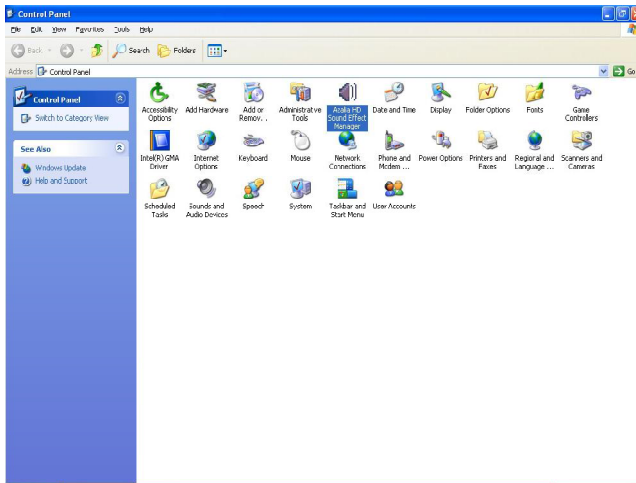 Control Panel
File Edit View Favorites Tools Help
Back Search Folders
Address Control Panel Go
Control Panel
Switch to Category View
See Also
Windows Update
Help and Support
Accessibility Options
Add Hardware
Add or Remov...
Administrative Tools
Azalia HD Sound Effect Manager
Date and Time
Display
Folder Options
Fonts
Game Controllers
Intel(R) GMA Driver
Internet Options
Keyboard
Mouse
Network Connections
Phone and Modem ...
Power Options
Printers and Faxes
Regional and Language ...
Scanners and Cameras
Scheduled Tasks
Sounds and Audio Devices
Speech
System
Taskbar and Start Menu
User Accounts